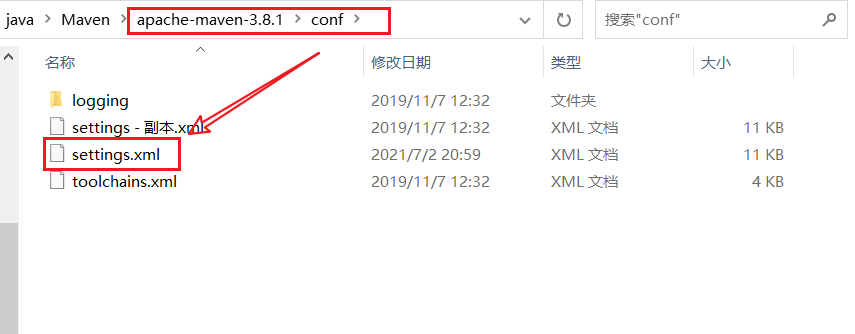 java > Maven > apache-maven-3.8.1 > conf > 搜索"conf"
名称 修改日期 类型 大小
logging 2019/11/7 12:32 文件夹
settings - 副本.xml 2019/11/7 12:32 XML 文档 11 KB
settings.xml 2021/7/2 20:59 XML 文档 11 KB
toolchains.xml 2019/11/7 12:32 XML 文档 4 KB